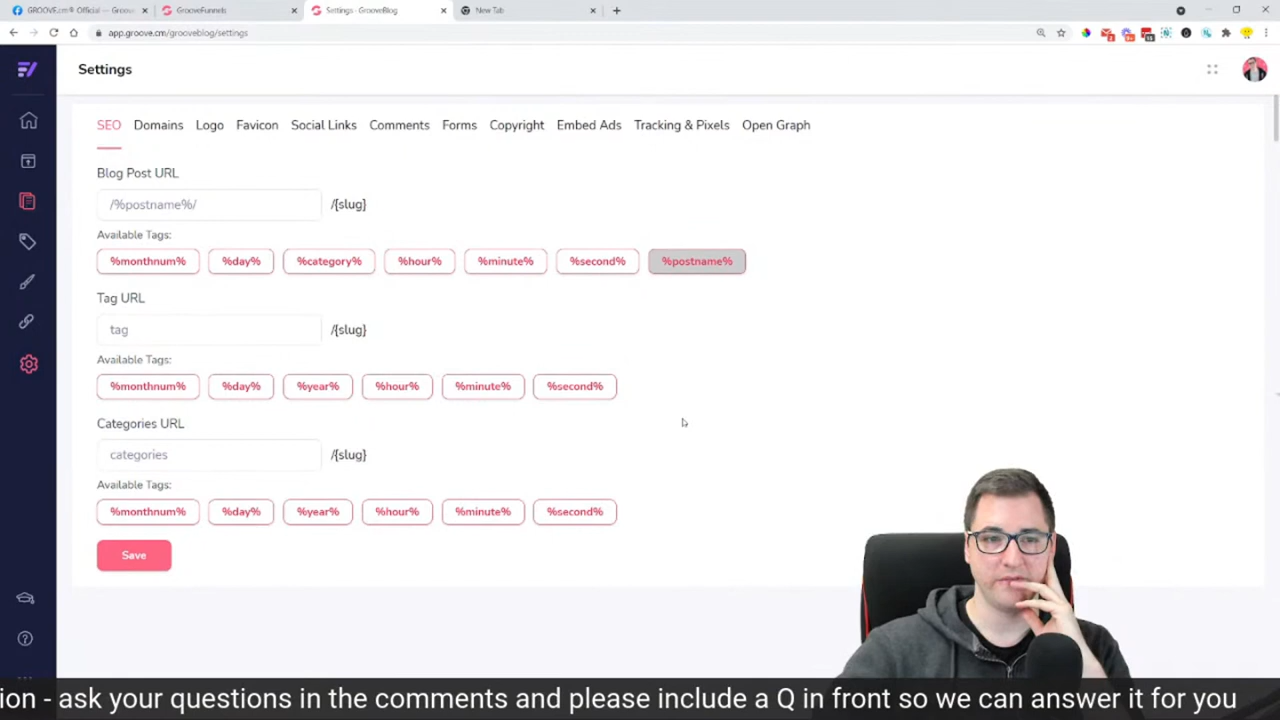 GROOVE.cm® Official — Groov
GrooveFunnels
Settings - GrooveBlog
New Tab
app.groove.cm/grooveblog/settings
Settings
SEO Domains Logo Favicon Social Links Comments Forms Copyright Embed Ads Tracking & Pixels Open Graph
Blog Post URL
/%postname%/ /{slug}
Available Tags:
%monthnum% %day% %category% %hour% %minute% %second% %postname%
Tag URL
tag /{slug}
Available Tags:
%monthnum% %day% %year% %hour% %minute% %second%
Categories URL
categories /{slug}
Available Tags:
%monthnum% %day% %year% %hour% %minute% %second%
Save
ion - ask your questions in the comments and please include a Q in front so we can answer it for you